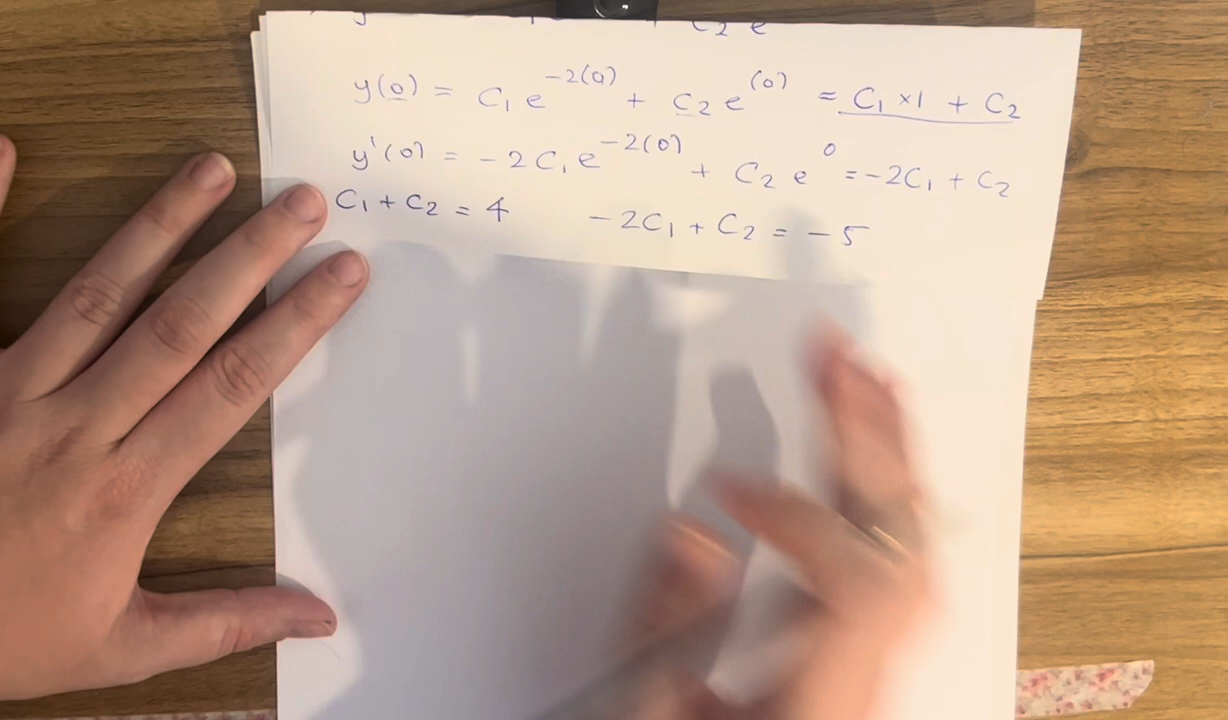 C₂ e
y(0) = C₁ e^(-2(0)) + C₂ e^((0)) = C₁ ×1 + C₂
y'(0) = -2C₁ e^(-2(0)) + C₂ e^0 = -2C₁ + C₂
C₁ + C₂ = 4   -2C₁ + C₂ = -5